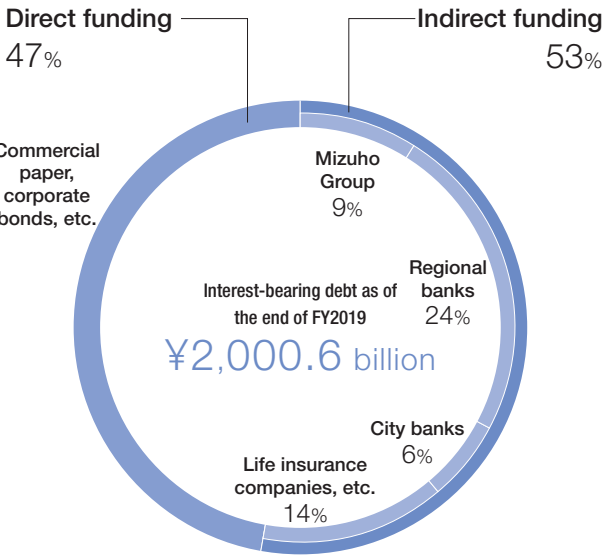 Direct funding
47%
Indirect funding
53%
Commercial
paper,
corporate
bonds, etc.
Mizuho
Group
9%
Regional
banks
24%
Interest-bearing debt as of
the end of FY2019
¥2,000.6 billion
City banks
6%
Life insurance
companies, etc.
14%